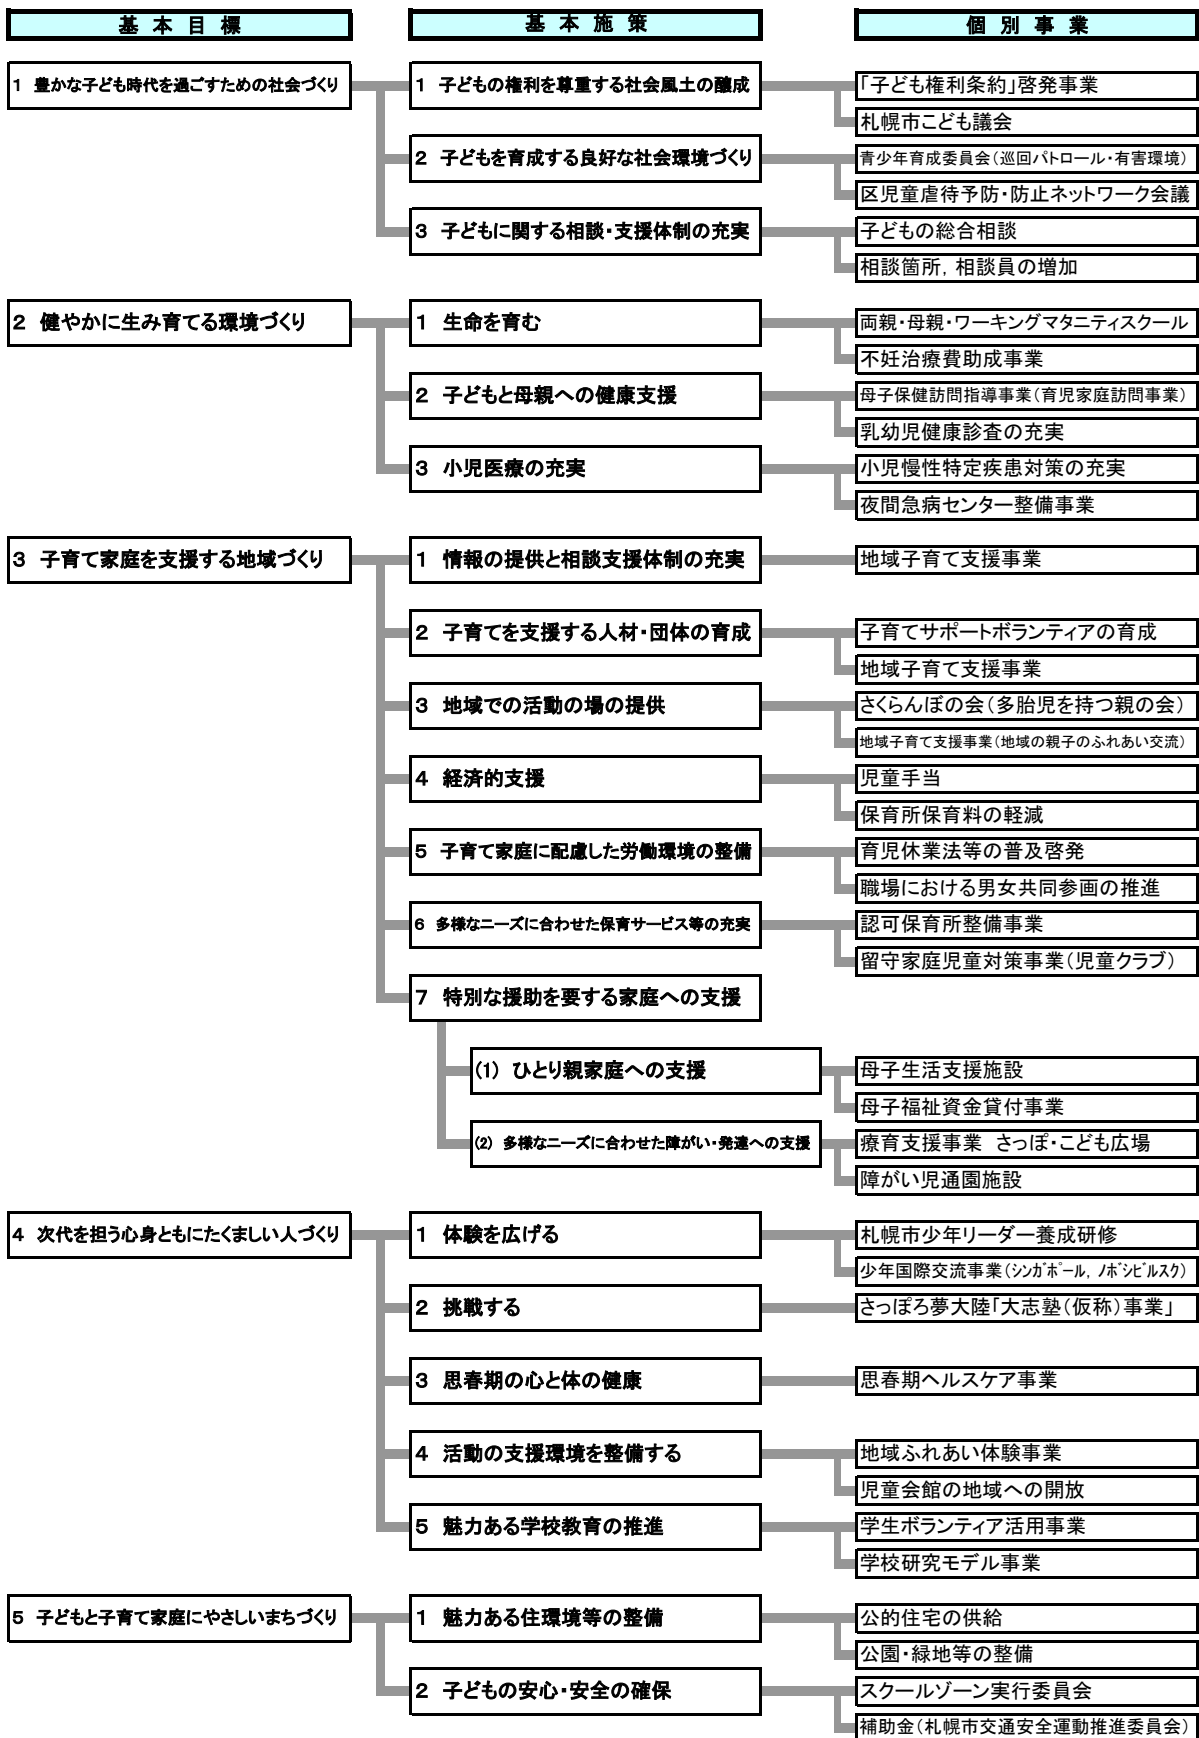 基本目標
基本施策
個別事業
1 豊かな子ども時代を過ごすための社会づくり
1 子どもの権利を尊重する社会風土の醸成
「子ども権利条約」啓発事業
札幌市こども議会
2 子どもを育成する良好な社会環境づくり
青少年育成委員会(巡回パトロール・有害環境)
区児童虐待予防・防止ネットワーク会議
3 子どもに関する相談・支援体制の充実
子どもの総合相談
相談箇所，相談員の増加
2 健やかに生み育てる環境づくり
1 生命を育む
両親・母親・ワーキングマタニティスクール
不妊治療費助成事業
2 子どもと母親への健康支援
母子保健訪問指導事業(育児家庭訪問事業)
乳幼児健康診査の充実
3 小児医療の充実
小児慢性特定疾患対策の充実
夜間急病センター整備事業
3 子育て家庭を支援する地域づくり
1 情報の提供と相談支援体制の充実
地域子育て支援事業
2 子育てを支援する人材・団体の育成
子育てサポートボランティアの育成
地域子育て支援事業
3 地域での活動の場の提供
さくらんぼの会(多胎児を持つ親の会)
地域子育て支援事業(地域の親子のふれあい交流)
4 経済的支援
児童手当
保育所保育料の軽減
5 子育て家庭に配慮した労働環境の整備
育児休業法等の普及啓発
職場における男女共同参画の推進
6 多様なニーズに合わせた保育サービス等の充実
認可保育所整備事業
留守家庭児童対策事業(児童クラブ)
7 特別な援助を要する家庭への支援
(1) ひとり親家庭への支援
母子生活支援施設
母子福祉資金貸付事業
(2) 多様なニーズに合わせた障がい・発達への支援
療育支援事業 さっぽ・こども広場
障がい児通園施設
4 次代を担う心身ともにたくましい人づくり
1 体験を広げる
札幌市少年リーダー養成研修
少年国際交流事業(ｼﾝｶﾞﾎﾟｰﾙ，ﾉﾎﾞｼﾋﾞﾙｽｸ)
2 挑戦する
さっぽろ夢大陸「大志塾(仮称)事業」
3 思春期の心と体の健康
思春期ヘルスケア事業
4 活動の支援環境を整備する
地域ふれあい体験事業
児童会館の地域への開放
5 魅力ある学校教育の推進
学生ボランティア活用事業
学校研究モデル事業
5 子どもと子育て家庭にやさしいまちづくり
1 魅力ある住環境等の整備
公的住宅の供給
公園・緑地等の整備
2 子どもの安心・安全の確保
スクールゾーン実行委員会
補助金(札幌市交通安全運動推進委員会)